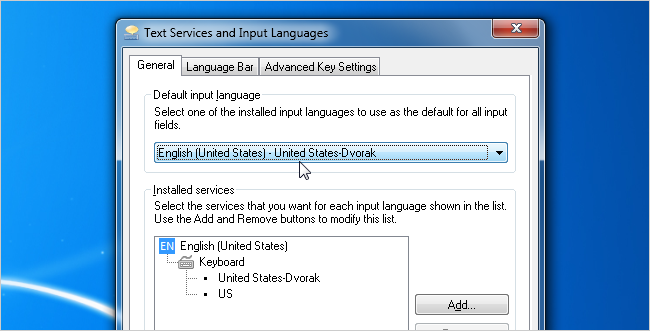 Text Services and Input Languages
General
Language Bar
Advanced Key Settings
Default input language
Select one of the installed input languages to use as the default for all input
fields.
English (United States) - United States-Dvorak
Installed services
Select the services that you want for each input language shown in the list.
Use the Add and Remove buttons to modify this list.
EN English (United States)
Keyboard
United States-Dvorak
US
Add...